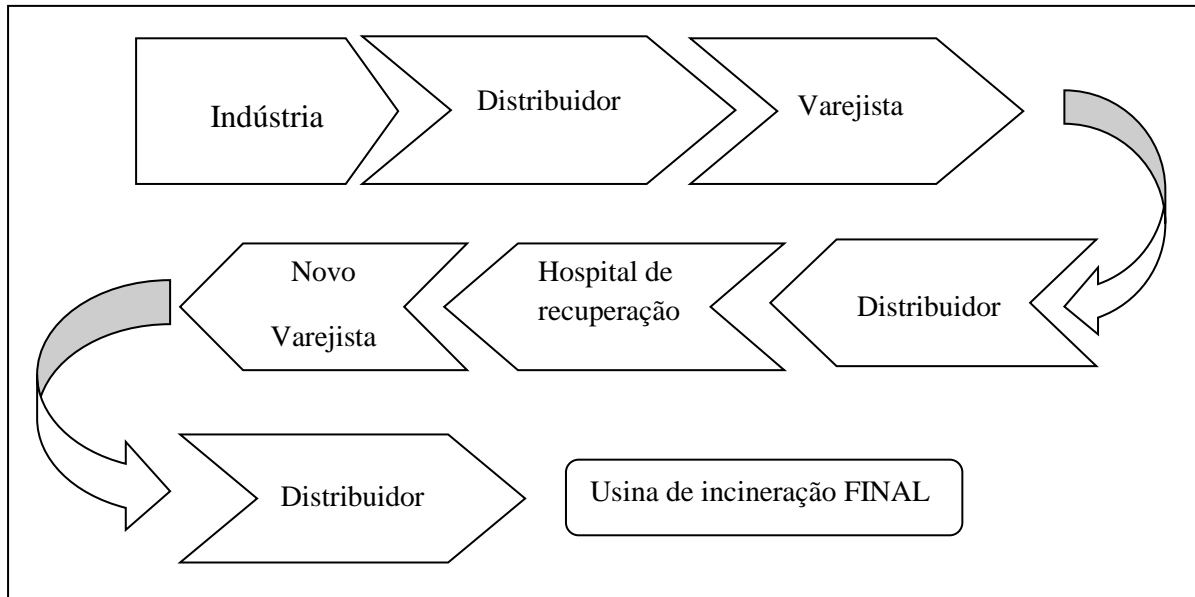 Indústria
Distribuidor
Varejista
Distribuidor
Hospital de
recuperação
Novo
Varejista
Distribuidor
Usina de incineração FINAL